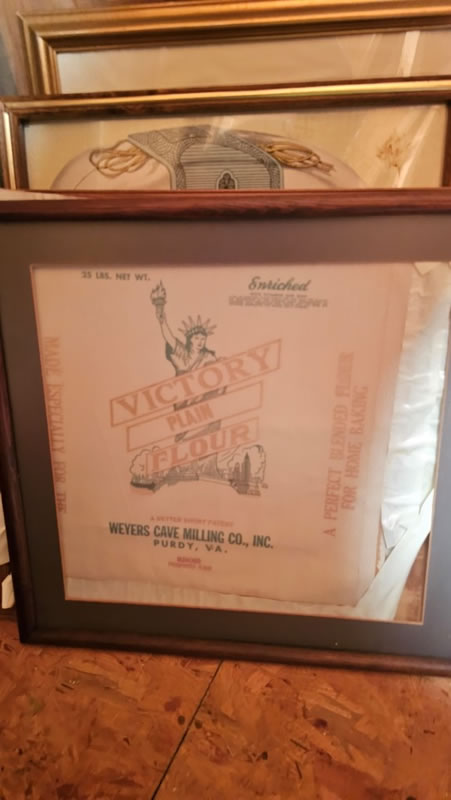 25 LBS. NET WT.
Enriched
VICTORY
PLAIN
FLOUR
MADE ESPECIALLY FOR THE
A PERFECT BLENDED FLOUR
FOR HOME BAKING
A BETTER SHORT PATENT
WEYERS CAVE MILLING CO., INC.
PURDY, VA.